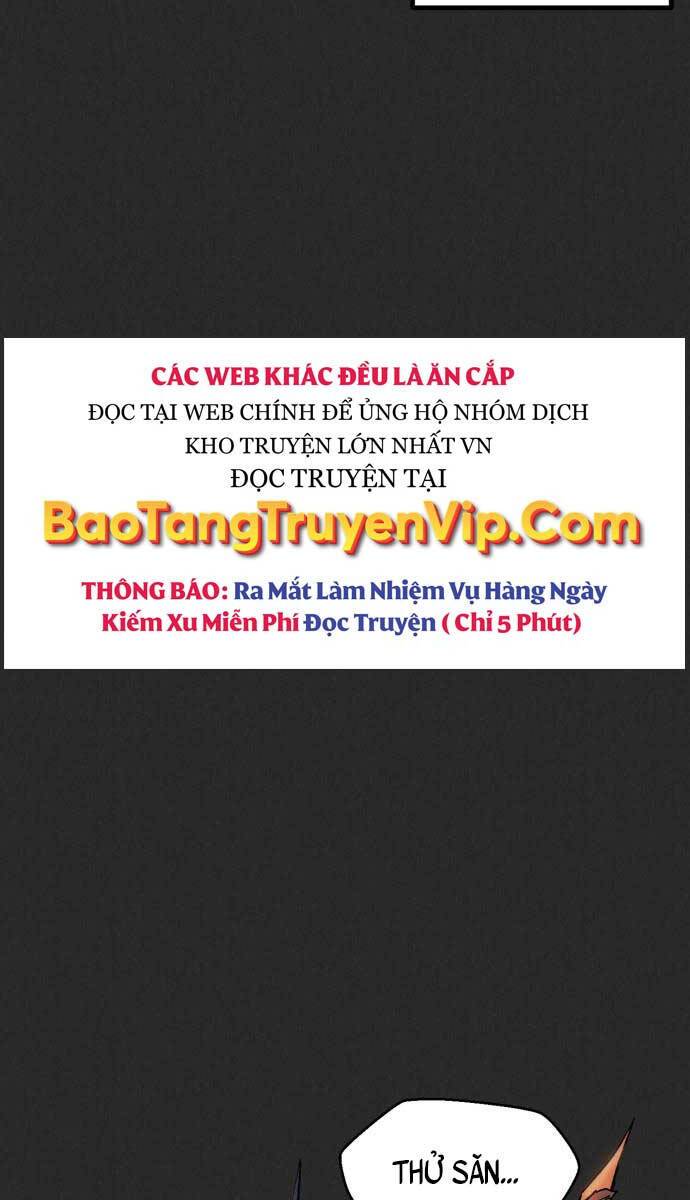 CÁC WEB KHÁC ĐỀU LÀ ĂN CẮP
ĐỌC TẠI WEB CHÍNH ĐỂ ỦNG HỘ NHÓM DỊCH
KHO TRUYỆN LỚN NHẤT VN
ĐỌC TRUYỆN TẠI
BaoTangTruyenVip.Com
THÔNG BÁO: Ra Mắt Làm Nhiệm Vụ Hàng Ngày
Kiếm Xu Miễn Phí Đọc Truyện ( Chỉ 5 Phút)
THỬ SĂN...